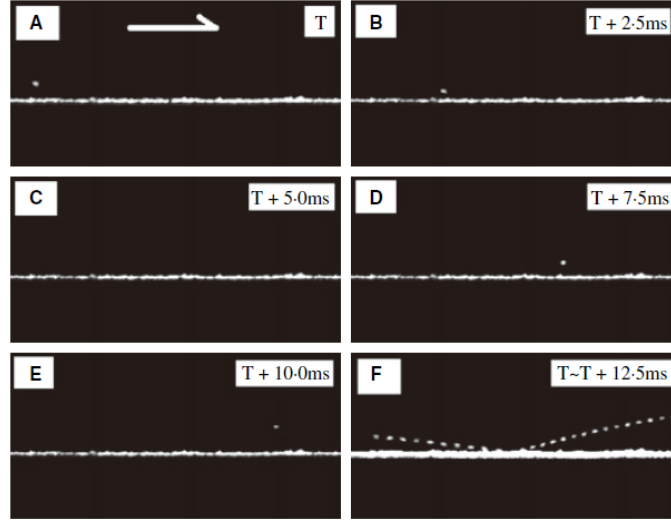 A
T
B
T + 2·5ms
C
T + 5·0ms
D
T + 7·5ms
E
T + 10·0ms
F
T~T + 12·5ms